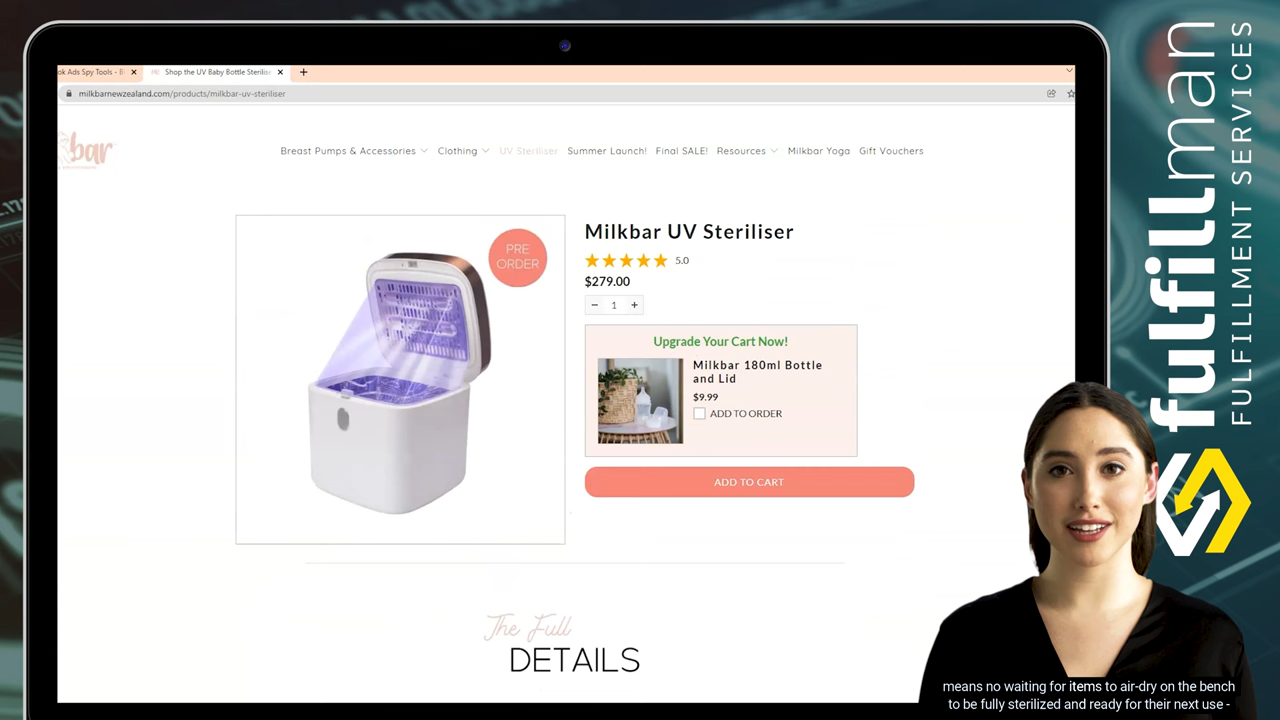 ok Ads Spy Tools - B
Shop the UV Baby Bottle Sterilise
milkbarnewzealand.com/products/milkbar-uv-steriliser
bar
Breast Pumps & Accessories
Clothing
UV Steriliser
Summer Launch!
Final SALE!
Resources
Milkbar Yoga
Gift Vouchers
PRE
ORDER
Milkbar UV Steriliser
5.0
$279.00
1
Upgrade Your Cart Now!
Milkbar 180ml Bottle
and Lid
$9.99
ADD TO ORDER
ADD TO CART
The Full
DETAILS
fulfillman
FULFILLMENT SERVICES
means no waiting for items to air-dry on the bench
to be fully sterilized and ready for their next use -